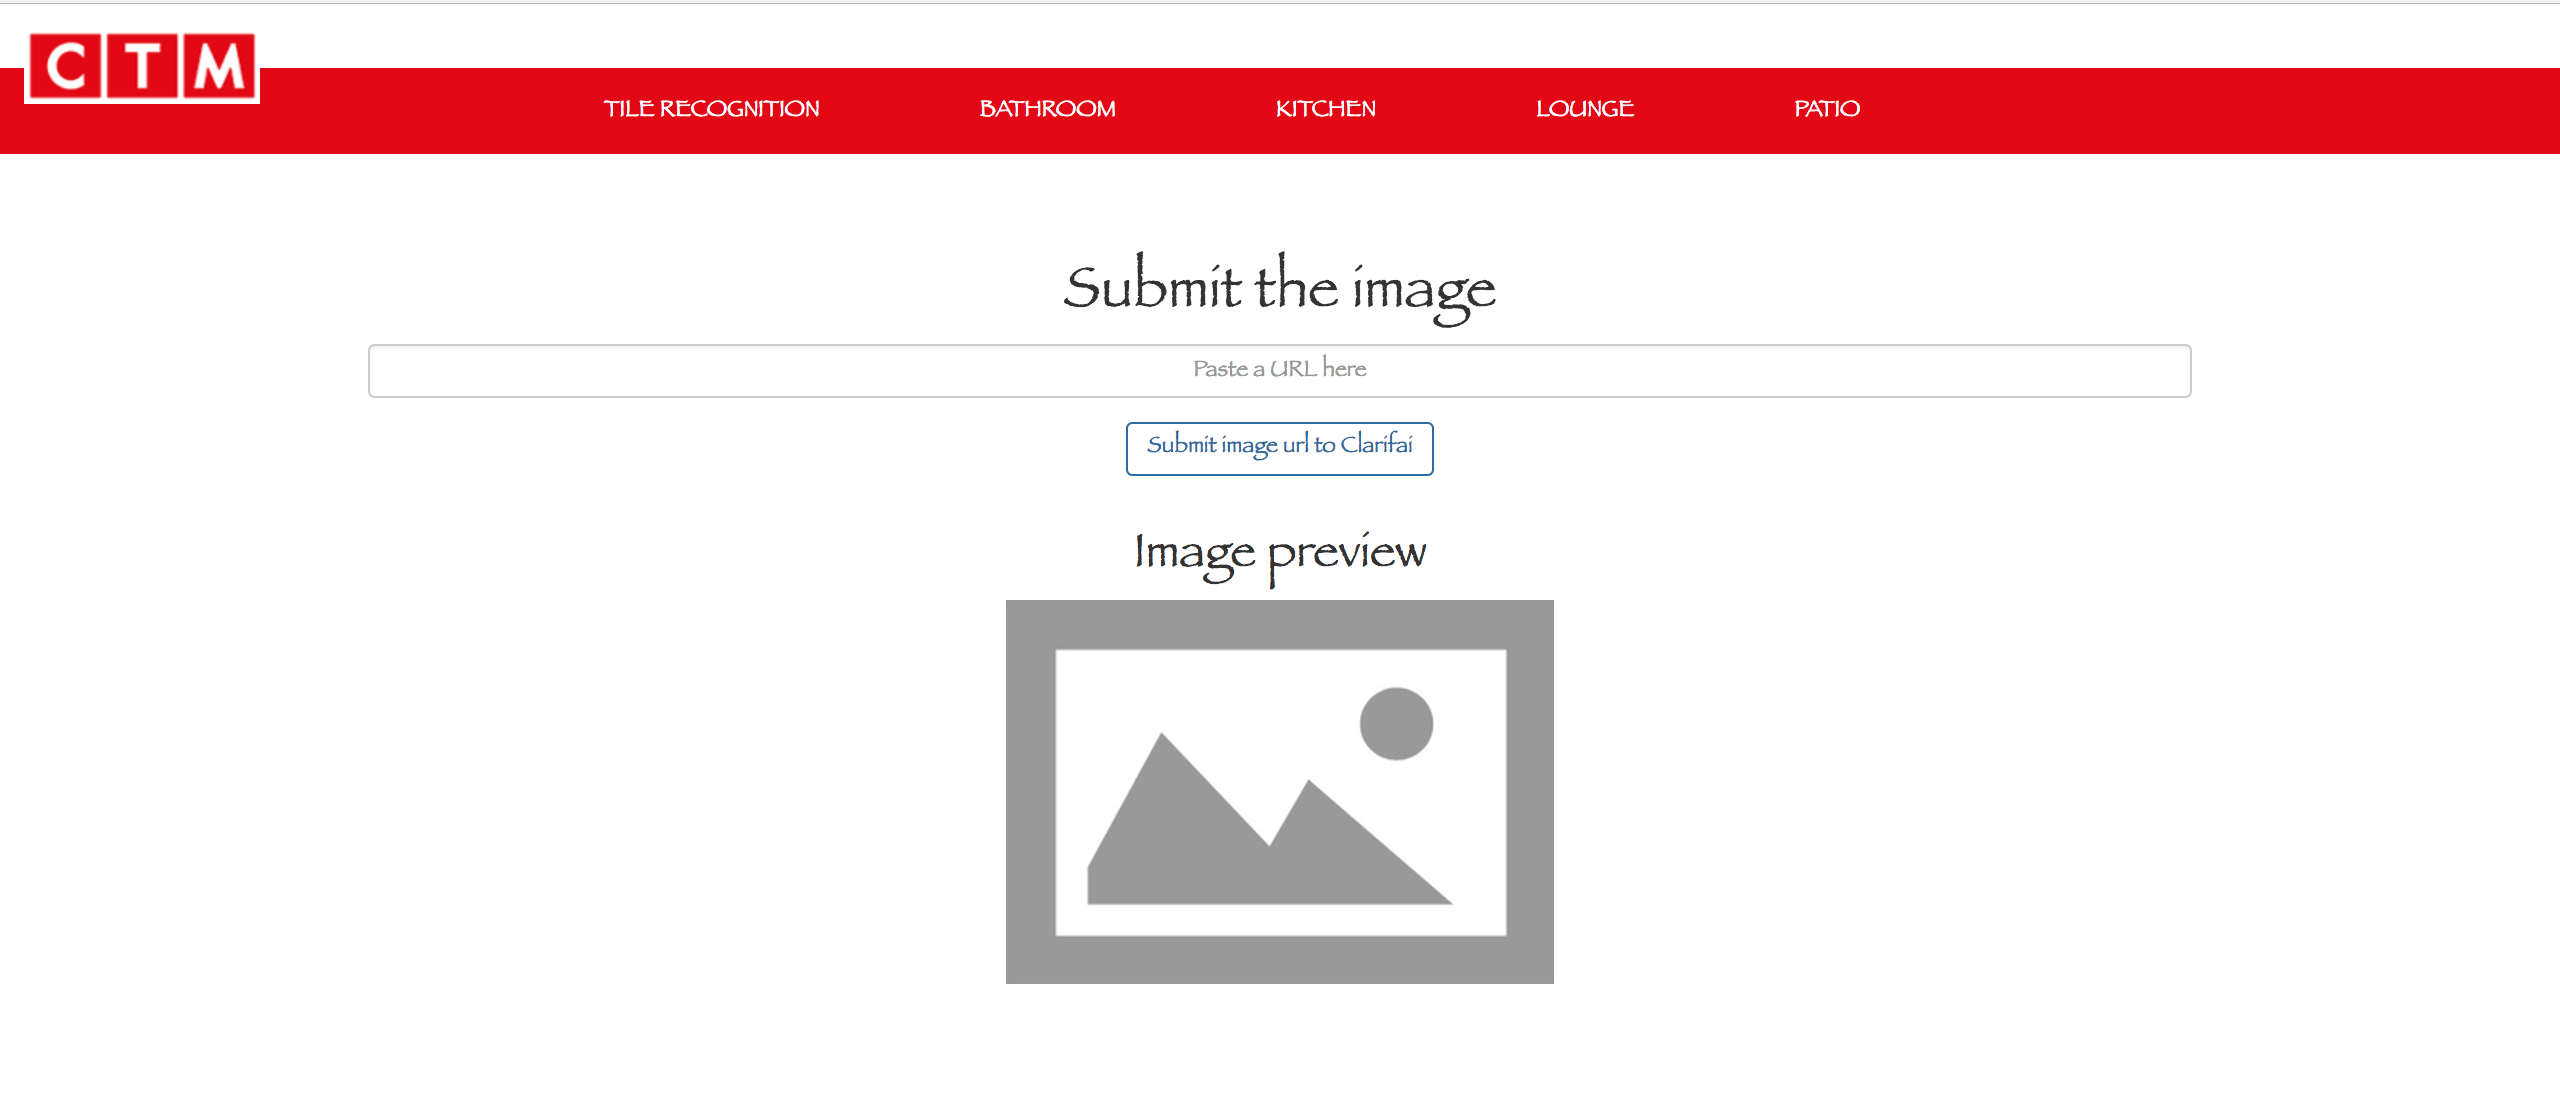 CTM
TILE RECOGNITION BATHROOM KITCHEN LOUNGE PATIO
Submit the image
Paste a URL here
Submit image url to Clarifai
Image preview